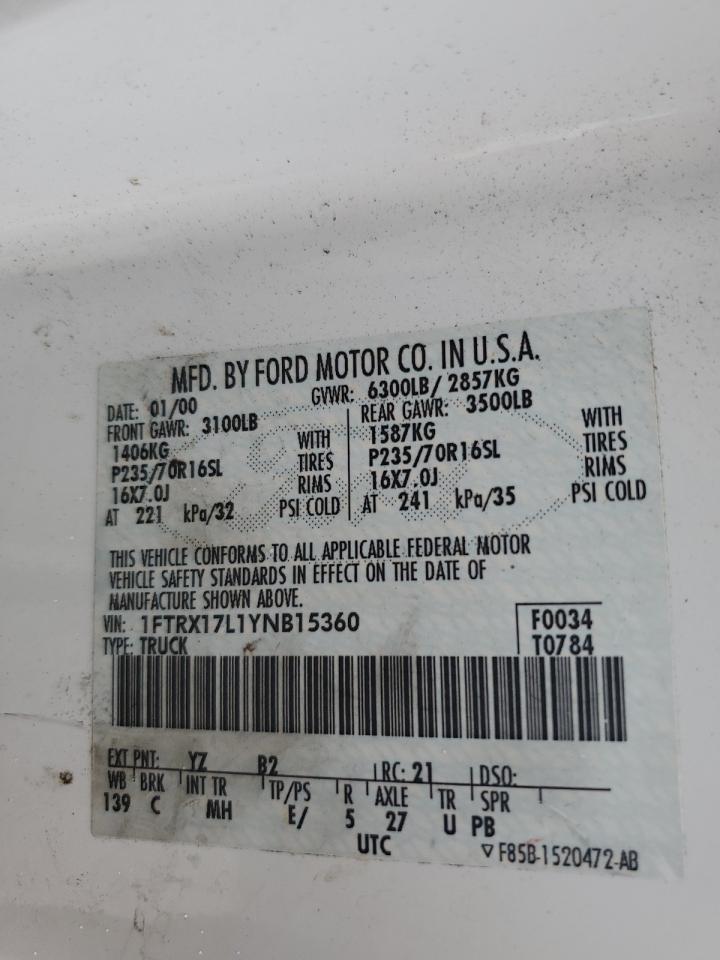 MFD. BY FORD MOTOR CO. IN U.S.A.
DATE: 01/00 GVWR: 6300LB/ 2857KG
FRONT GAWR: 3100LB REAR GAWR: 3500LB
1406KG WITH 1587KG WITH
P235/70R16SL TIRES P235/70R16SL TIRES
16X7.0J RIMS 16X7.0J RIMS
AT 221 kPa/32 PSI COLD AT 241 kPa/35 PSI COLD
THIS VEHICLE CONFORMS TO ALL APPLICABLE FEDERAL MOTOR
VEHICLE SAFETY STANDARDS IN EFFECT ON THE DATE OF
MANUFACTURE SHOWN ABOVE.
VIN: 1FTRX17L1YNB15360 F0034
TYPE: TRUCK T0784
EXT PNT: YZ B2 RC: 21 DSO:
WB BRK INT TR TP/PS R AXLE TR SPR
139 C MH E/ 5 27 U PB
UTC ▽ F85B-1520472-AB